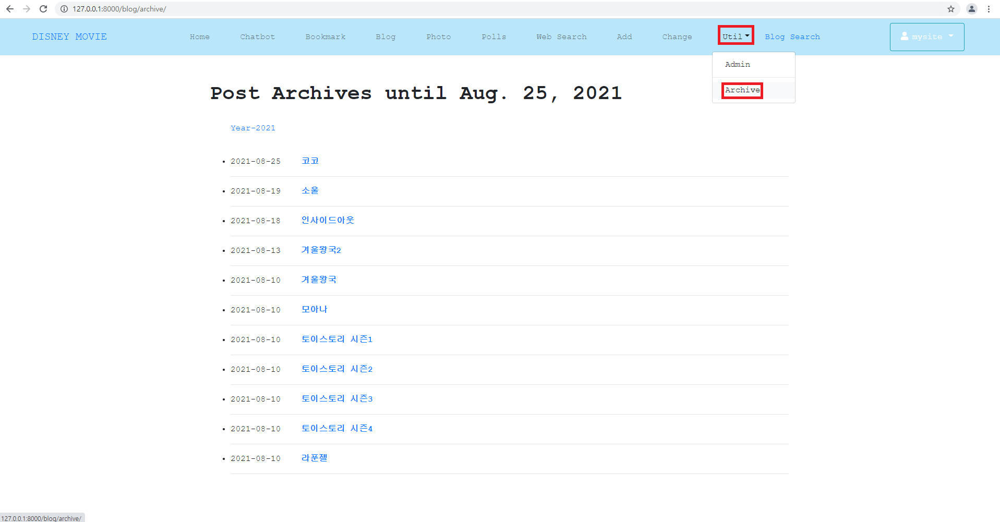 127.0.0.1:8000/blog/archive/
DISNEY MOVIE Home Chatbot Bookmark Blog Photo Polls Web Search Add Change Util Blog Search mysite
Admin
Archive
Post Archives until Aug. 25, 2021
Year-2021
2021-08-25 코코
2021-08-19 소울
2021-08-18 인사이드아웃
2021-08-13 겨울왕국2
2021-08-10 겨울왕국
2021-08-10 모아나
2021-08-10 토이스토리 시즌1
2021-08-10 토이스토리 시즌2
2021-08-10 토이스토리 시즌3
2021-08-10 토이스토리 시즌4
2021-08-10 라푼젤
127.0.0.1:8000/blog/archive/